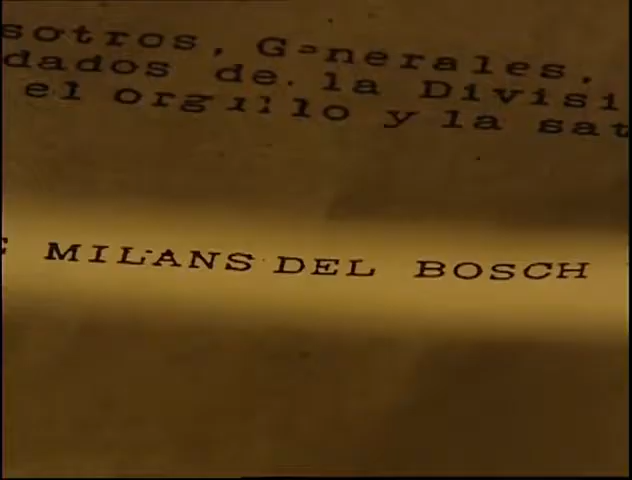 sotros, Generales.
dados de la Divisi
el orgullo y la sat
MILANS DEL BOSCH